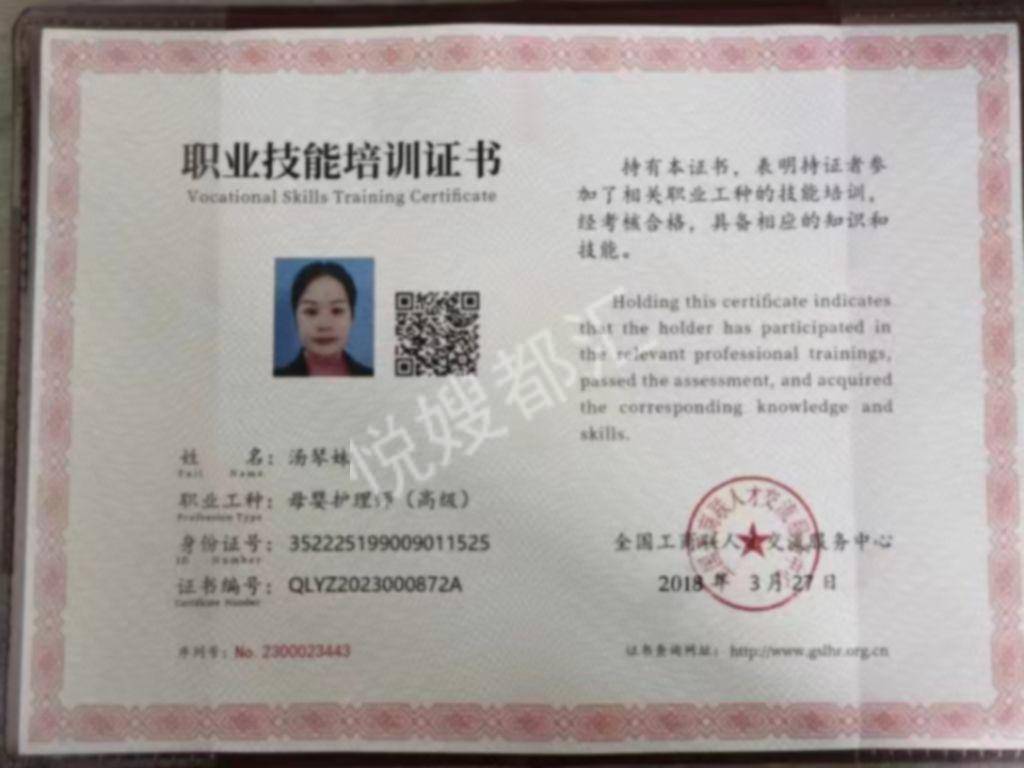 职业技能培训证书
Vocational Skills Training Certificate
姓 名：汤琴妹
Full Name
职业工种：母婴护理师（高级）
Profession Type
身份证号：352225199009011525
ID Number
证书编号：QLYZ2023000872A
Certificate Number
序列号：No. 2300023443
持有本证书，表明持证者参
加了相关职业工种的技能培训，
经考核合格，具备相应的知识和
技能。
Holding this certificate indicates
that the holder has participated in
the relevant professional trainings,
passed the assessment, and acquired
the corresponding knowledge and
skills.
全国工商联人才交流服务中心
2018 年 3 月 27 日
证书查询网址：http://www.gslhr.org.cn
悦嫂都汇